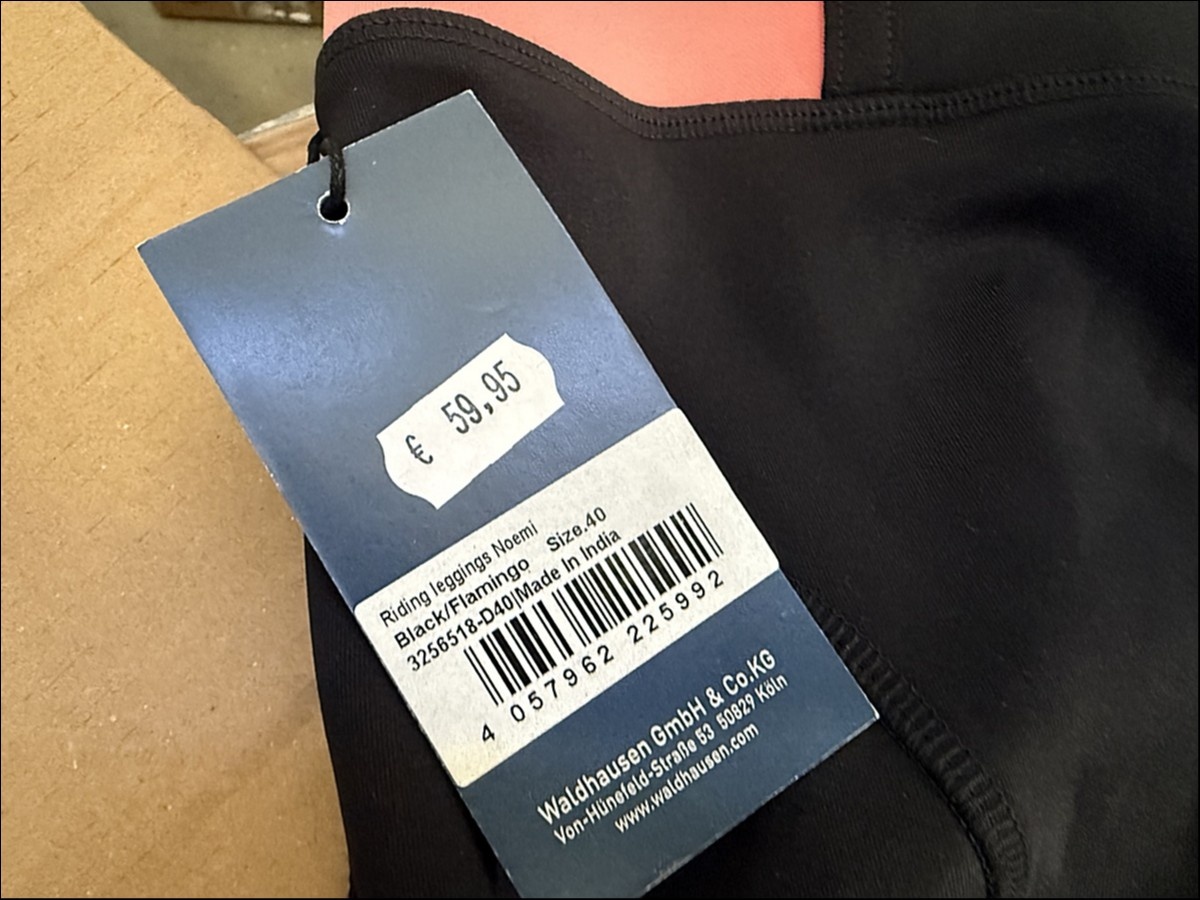 € 59,95
Riding leggings Noemi
Black/Flamingo Size.40
3256518-D40|Made In India
4 057962 225992
Waldhausen GmbH & Co.KG
Von-Hünefeld-Straße 53 50829 Köln
www.waldhausen.com